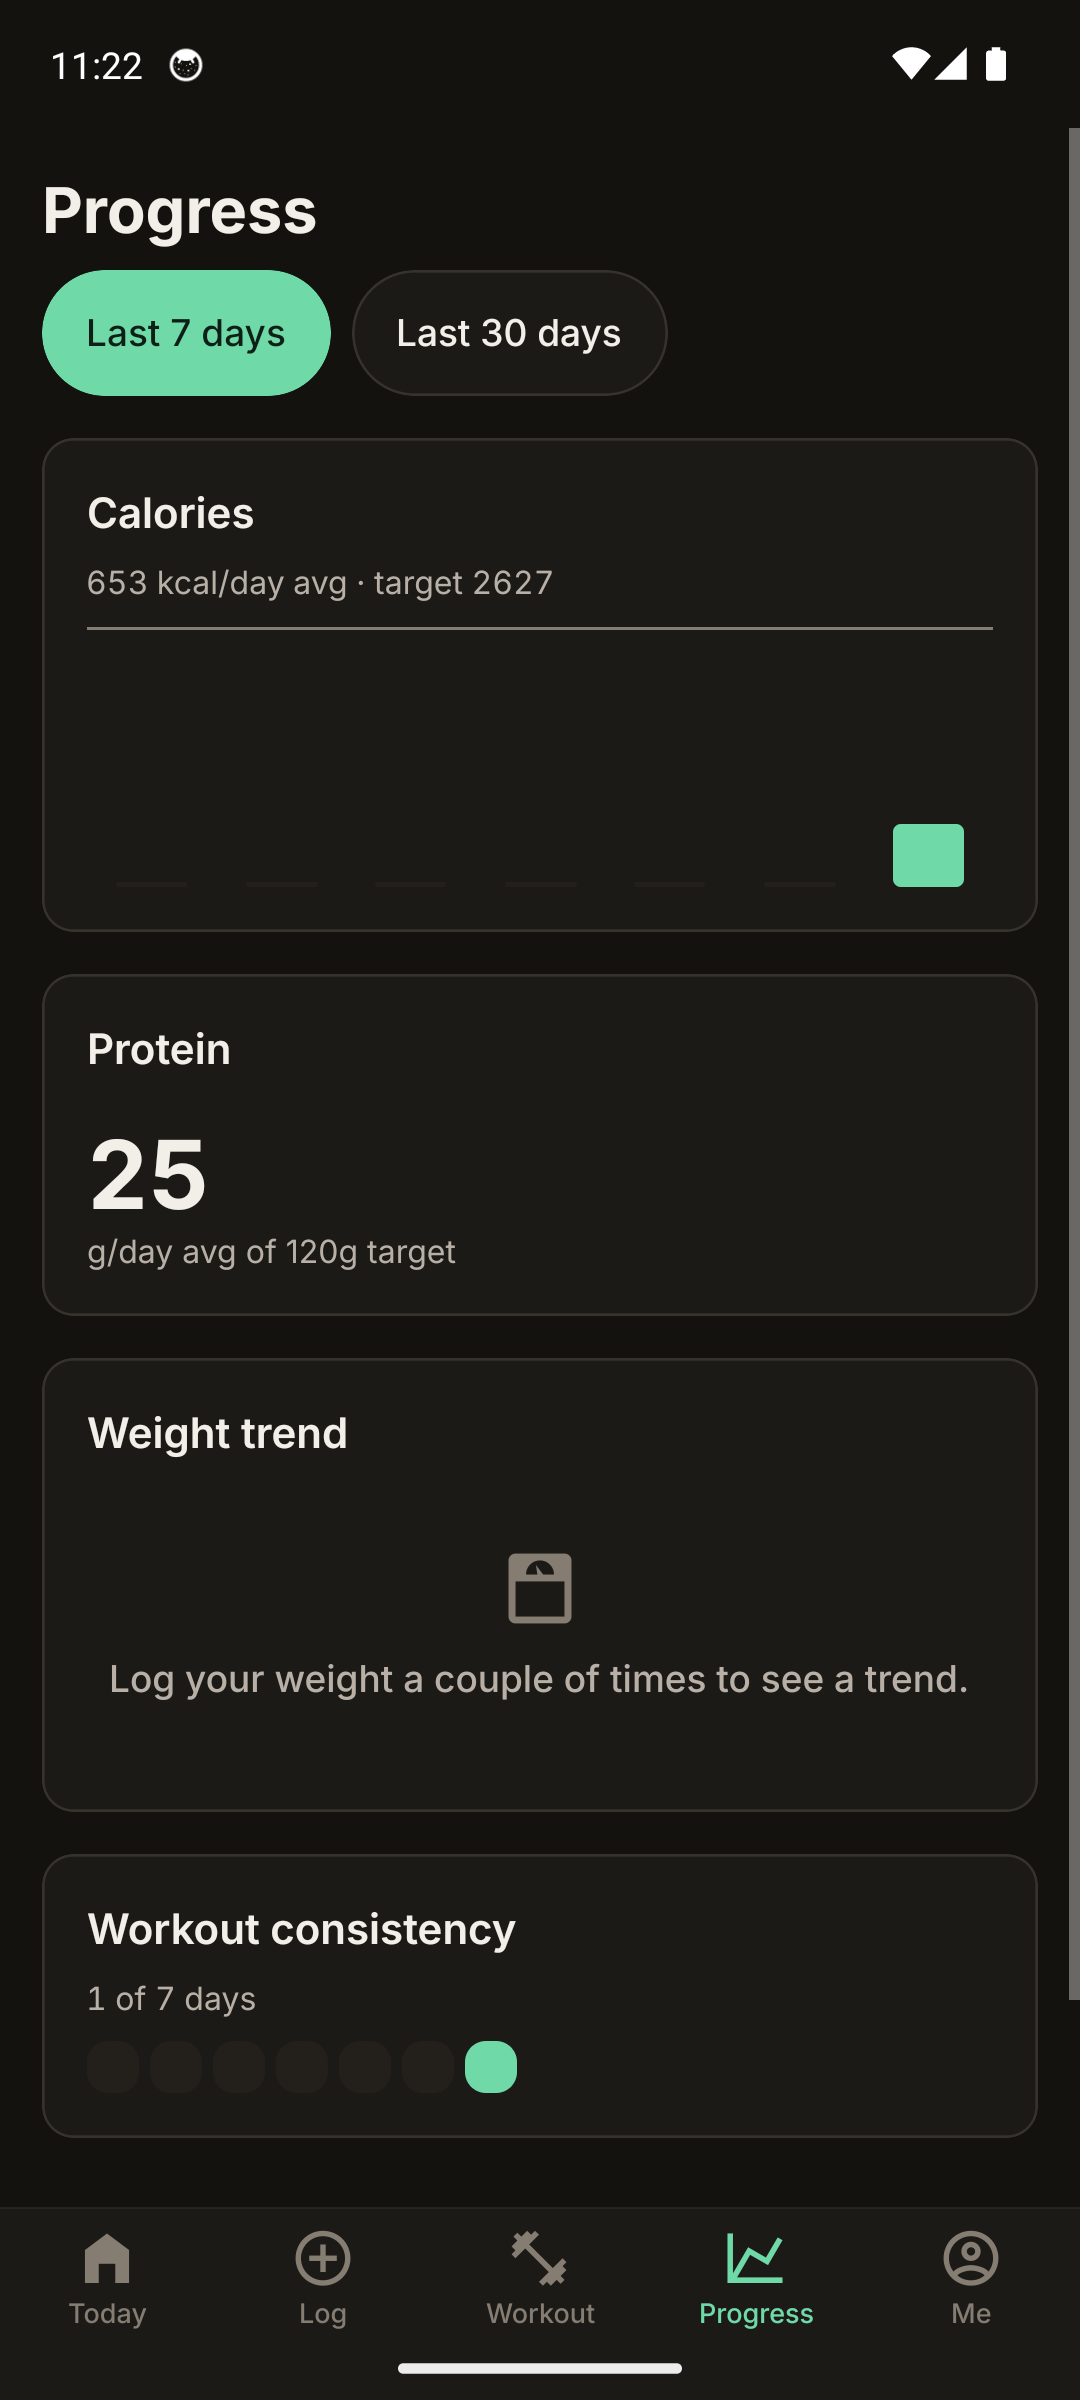 11:22
Progress
Last 7 days
Last 30 days
Calories
653 kcal/day avg · target 2627
Protein
25
g/day avg of 120g target
Weight trend
Log your weight a couple of times to see a trend.
Workout consistency
1 of 7 days
Today
Log
Workout
Progress
Me